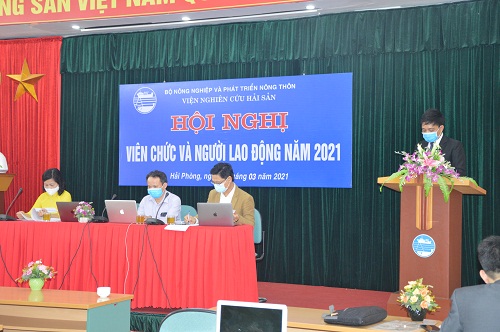 NG SẢN VIỆT NAM QU
BỘ NÔNG NGHIỆP VÀ PHÁT TRIỂN NÔNG THÔN
VIỆN NGHIÊN CỨU HẢI SẢN
HỘI NGHỊ
VIÊN CHỨC VÀ NGƯỜI LAO ĐỘNG NĂM 2021
Hải Phòng, 03 năm 2021